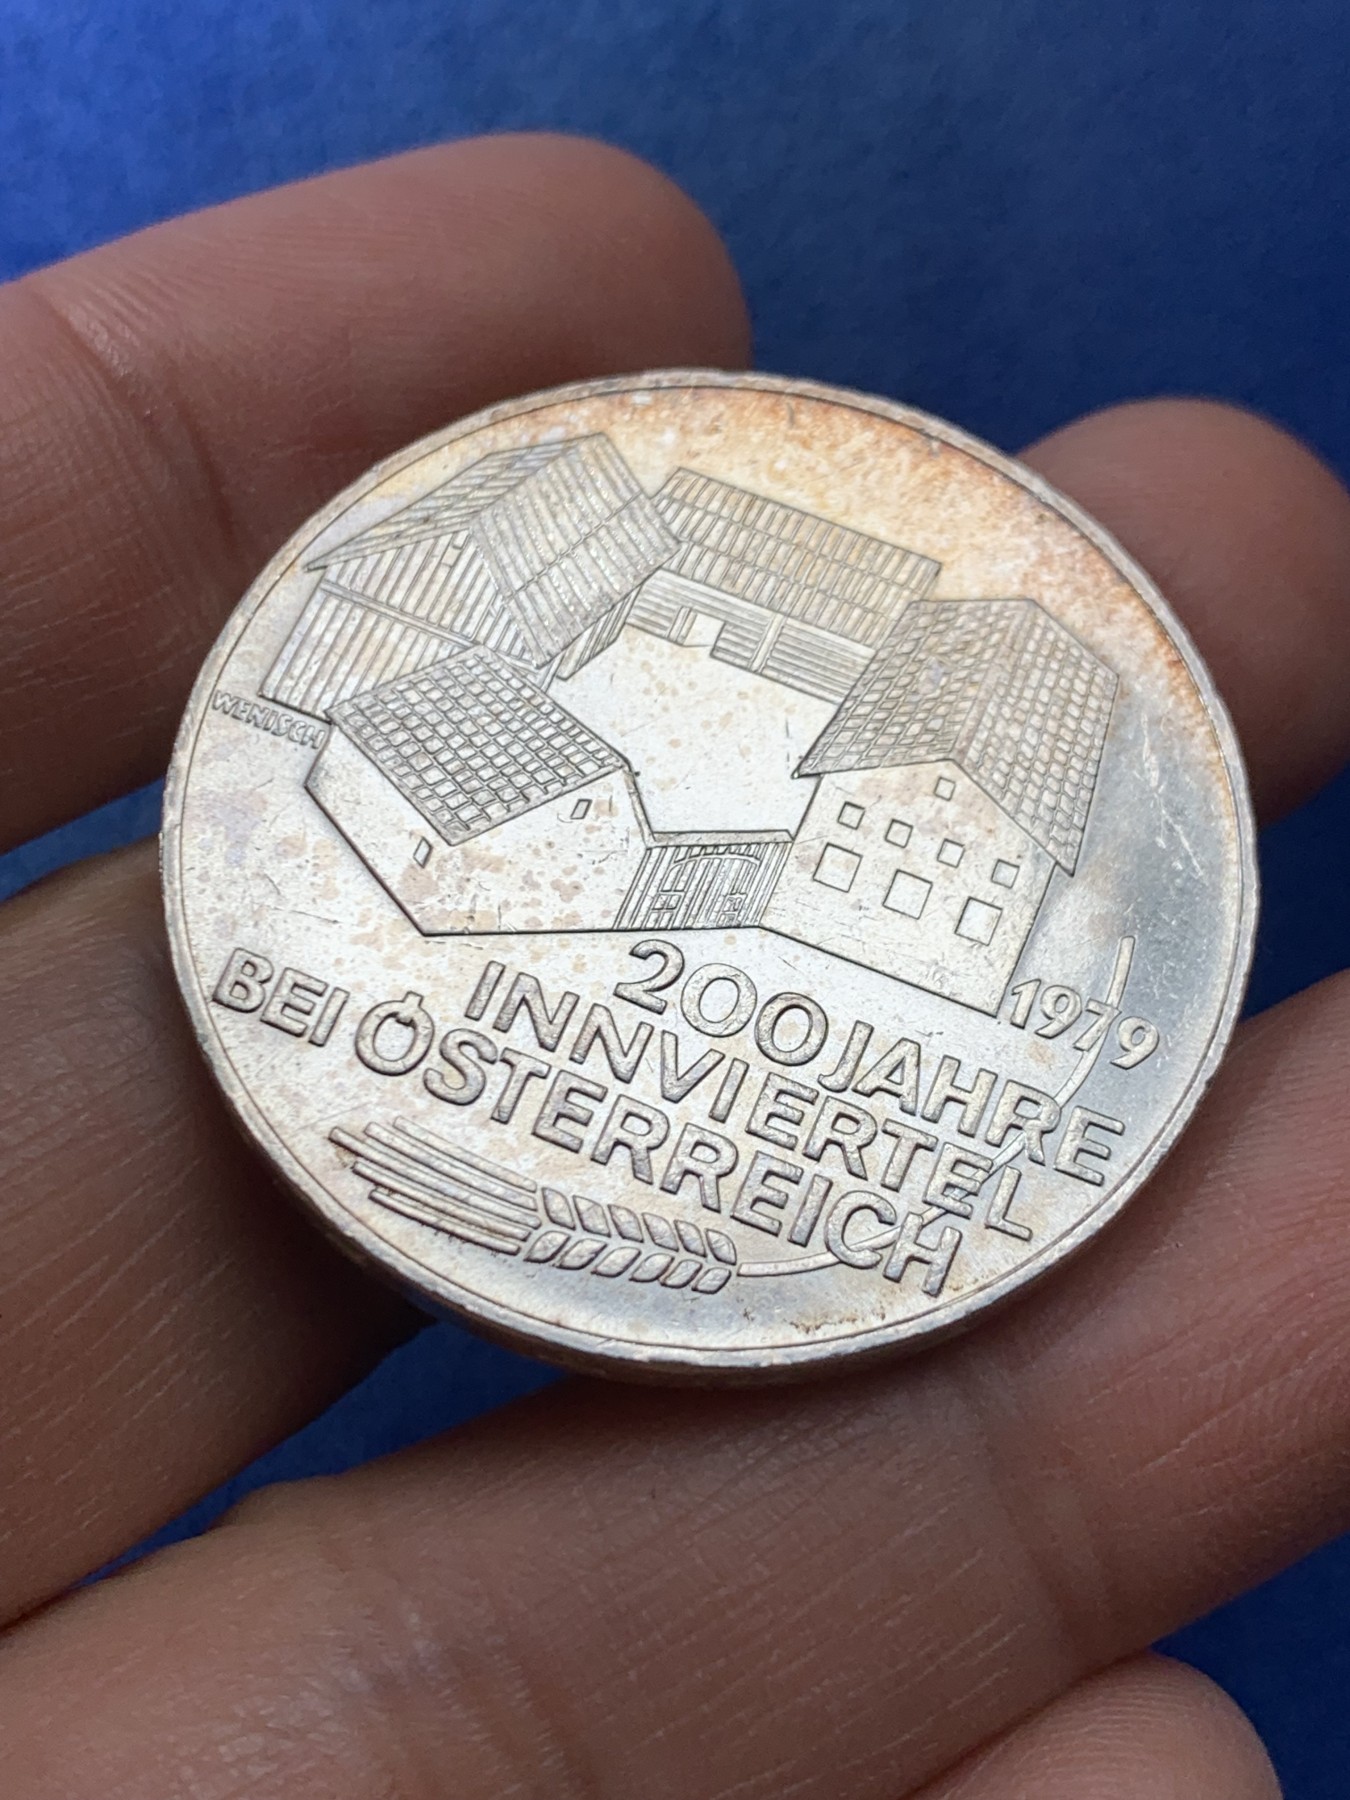 WENISCH
1979
200 JAHRE
INNVIERTEL
BEI ÖSTERREICH